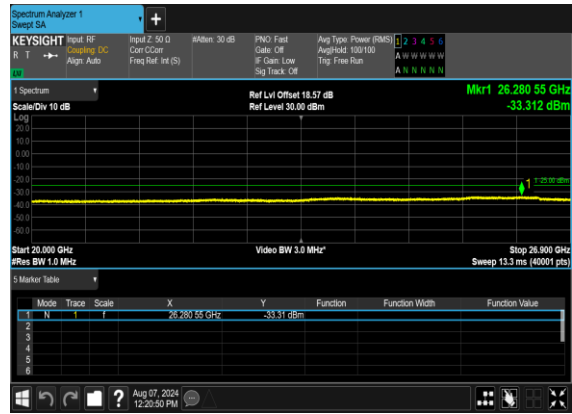 Spectrum Analyzer 1
Swept SA
+
KEYSIGHT
R T
Input: RF
Coupling: DC
Align: Auto
Input Z: 50 Ω
Corr CCorr
Freq Ref: Int (S)
#Atten: 30 dB
PNO: Fast
Gate: Off
IF Gain: Low
Sig Track: Off
Avg Type: Power (RMS)
Avg|Hold: 100/100
Trig: Free Run
1 2 3 4 5 6
A W W W W W
A N N N N N
1 Spectrum
Scale/Div 10 dB
Ref Lvl Offset 18.57 dB
Ref Level 30.00 dBm
Mkr1 26.280 55 GHz
-33.312 dBm
Log
20.0
10.0
0.00
-10.0
-20.0
-30.0
-40.0
-50.0
-60.0
1
-25.00 dBm
Start 20.000 GHz
#Res BW 1.0 MHz
Video BW 3.0 MHz*
Stop 26.900 GHz
Sweep 13.3 ms (40001 pts)
5 Marker Table
Mode Trace Scale X Y Function Function Width Function Value
1 N 1 f 26.280 55 GHz -33.31 dBm
2
3
4
5
6
?
Aug 07, 2024
12:20:50 PM